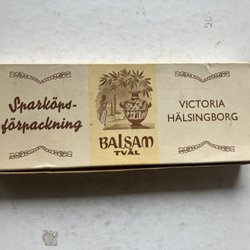 Sparköps-
förpackning
BALSAM
TVÅL
VICTORIA
HÄLSINGBORG